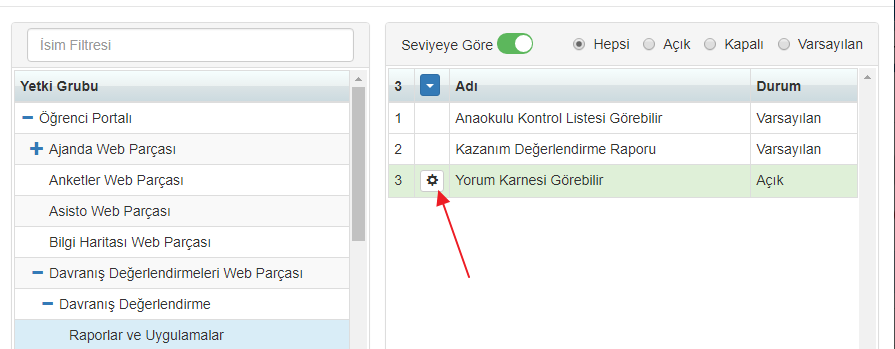 İsim Filtresi
Yetki Grubu
Öğrenci Portalı
Ajanda Web Parçası
Anketler Web Parçası
Asisto Web Parçası
Bilgi Haritası Web Parçası
Davranış Değerlendirmeleri Web Parçası
Davranış Değerlendirme
Raporlar ve Uygulamalar
Seviyeye Göre Hepsi Açık Kapalı Varsayılan
3 Adı Durum
1 Anaokulu Kontrol Listesi Görebilir Varsayılan
2 Kazanım Değerlendirme Raporu Varsayılan
3 Yorum Karnesi Görebilir Açık